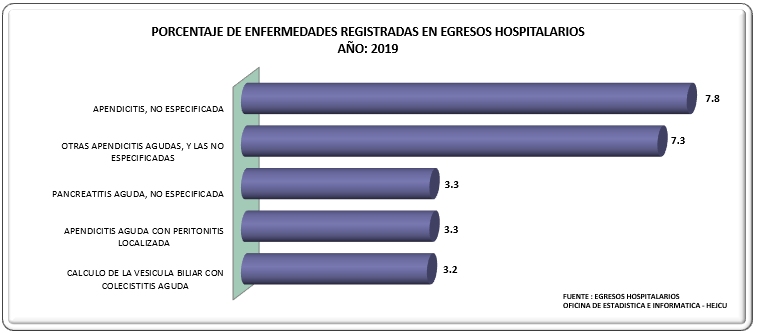 PORCENTAJE DE ENFERMEDADES REGISTRADAS EN EGRESOS HOSPITALARIOS
AÑO: 2019
APENDICITIS, NO ESPECIFICADA
7.8
OTRAS APENDICITIS AGUDAS, Y LAS NO
ESPECIFICADAS
7.3
PANCREATITIS AGUDA, NO ESPECIFICADA
3.3
APENDICITIS AGUDA CON PERITONITIS
LOCALIZADA
3.3
CALCULO DE LA VESICULA BILIAR CON
COLECISTITIS AGUDA
3.2
FUENTE : EGRESOS HOSPITALARIOS
OFICINA DE ESTADISTICA E INFORMATICA - HEJCU